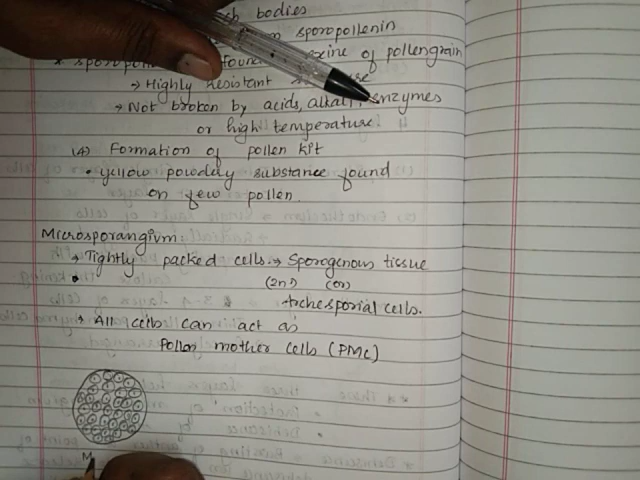 bodies
sporopollenin
found exine of pollengrain
→ Highly resistant
→ Not broken by acids, alkali, enzymes
or high temperature.
(4) Formation of pollen kit
• yellow powdery substance found
on few pollen.
Microsporangium:
→ Tightly packed cells → Sporogenous tissue
(2n) (or)
Archesporial cells.
→ All cells can act as
Pollen mother cells (PMC)
M